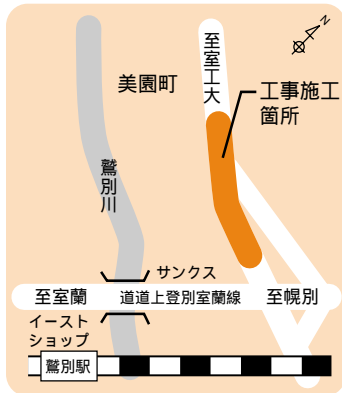 N
至室工大
美園町
工事施工
箇所
鷲別川
サンクス
至室蘭
道道上登別室蘭線
至幌別
イースト
ショップ
鷲別駅